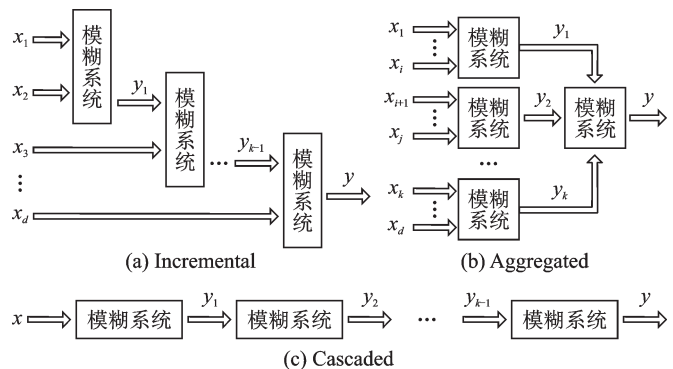 x1
模糊系统
x2
y1
模糊系统
x3
…
yk-1
模糊系统
y
⋮
xd
(a) Incremental
x1
⋮
xi
模糊系统
y1
xi+1
⋮
xj
模糊系统
y2
模糊系统
y
…
xk
⋮
xd
模糊系统
yk
(b) Aggregated
x
模糊系统
y1
模糊系统
y2
…
yk-1
模糊系统
y
(c) Cascaded